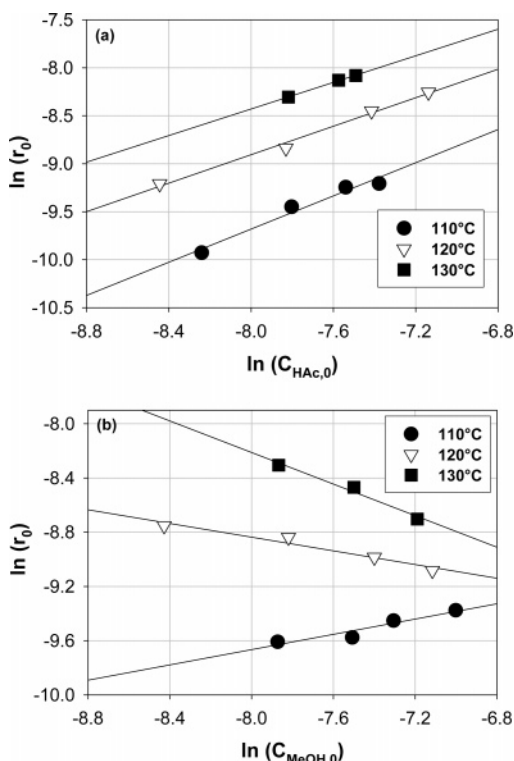 (a)
-7.5
-8.0
-8.5
-9.0
-9.5
-10.0
-10.5
ln (r0)
110°C
120°C
130°C
-8.8 -8.4 -8.0 -7.6 -7.2 -6.8
ln (CHAc,0)
(b)
-8.0
-8.4
-8.8
-9.2
-9.6
-10.0
ln (r0)
110°C
120°C
130°C
-8.8 -8.4 -8.0 -7.6 -7.2 -6.8
ln (CMeOH,0)